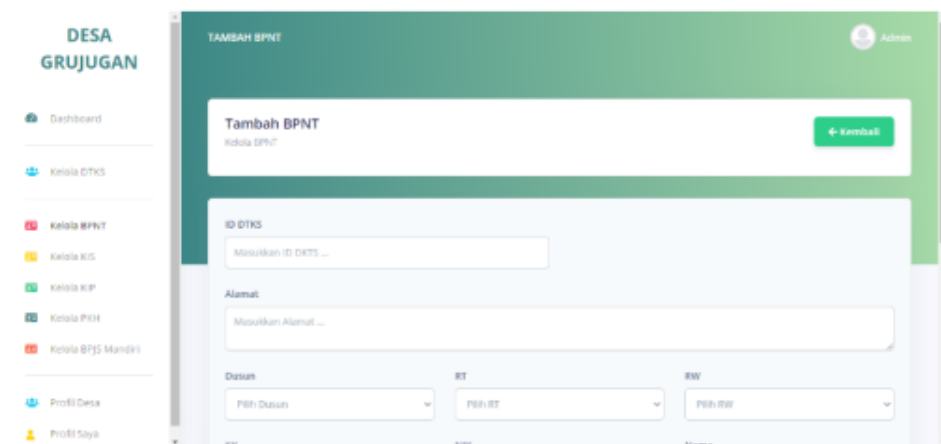 DESA
GRUJUGAN
Dashboard
Kelola DTKS
Kelola BPNT
Kelola KIS
Kelola KIP
Kelola PKH
Kelola BPJS Mandiri
Profil Desa
Profil Saya
TAMBAH BPNT
Admin
Tambah BPNT
Kelola BPNT
← Kembali
ID DTKS
Masukkan ID DKTS ...
Alamat
Masukkan Alamat ...
Dusun RT RW
Pilih Dusun Pilih RT Pilih RW